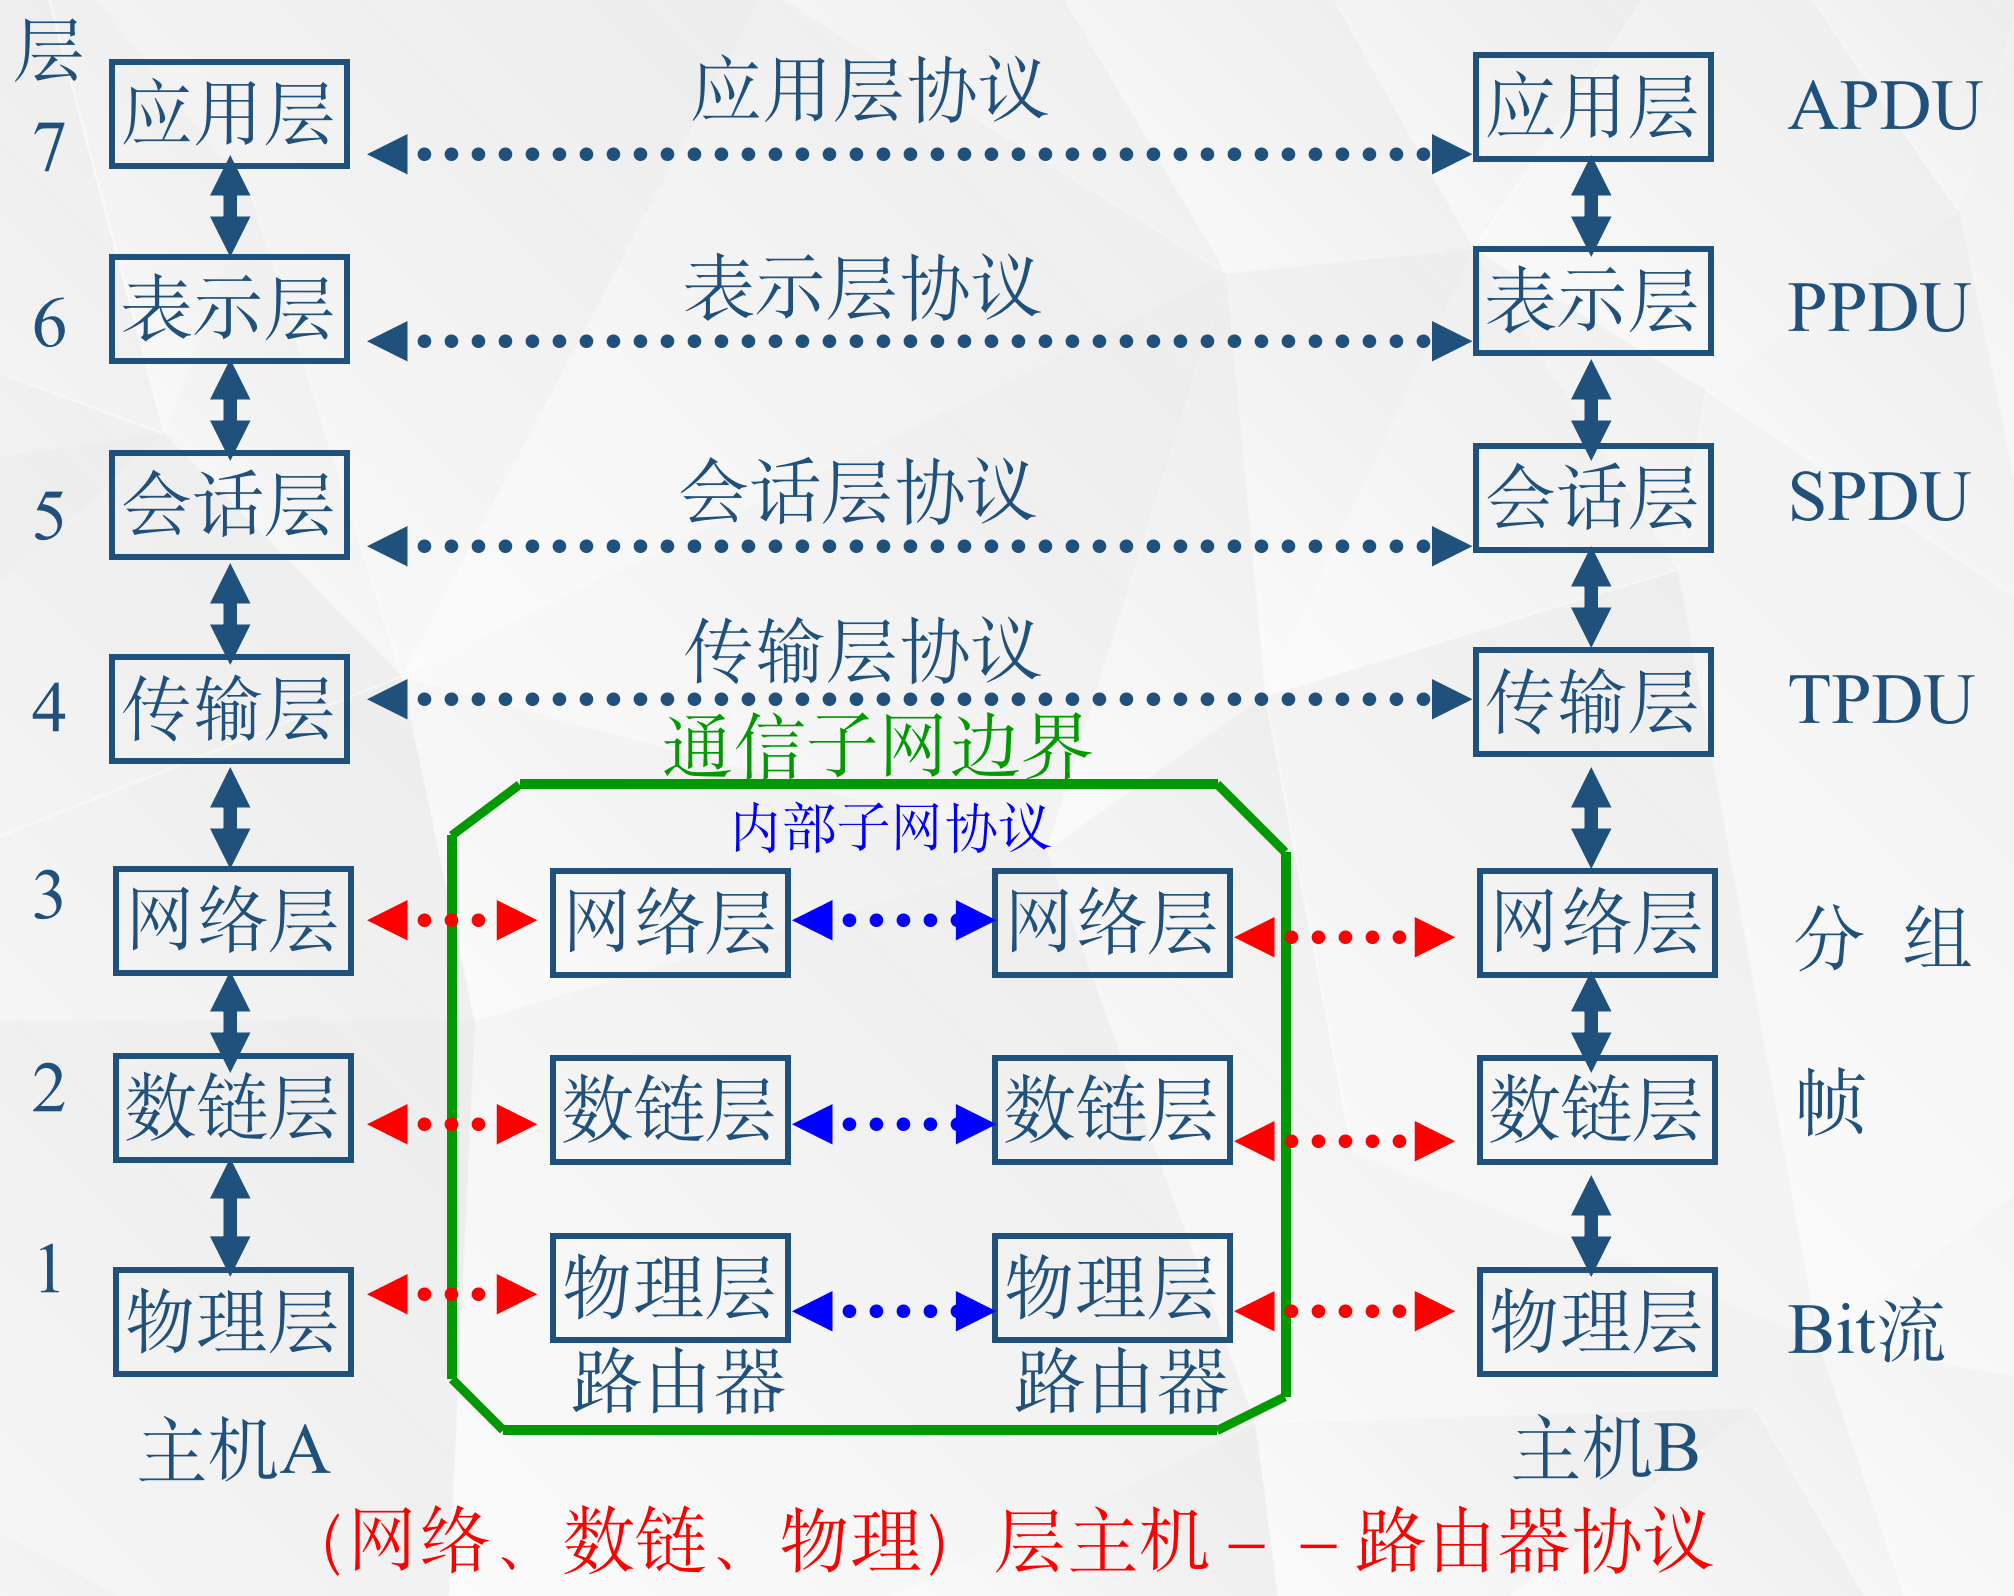 层
7 应用层 应用层协议 应用层 APDU
6 表示层 表示层协议 表示层 PPDU
5 会话层 会话层协议 会话层 SPDU
4 传输层 传输层协议 传输层 TPDU
通信子网边界
内部子网协议
3 网络层 网络层 网络层 网络层 分 组
2 数链层 数链层 数链层 数链层 帧
1 物理层 物理层 物理层 物理层 Bit流
路由器 路由器
主机A 主机B
（网络、数链、物理）层主机－－路由器协议